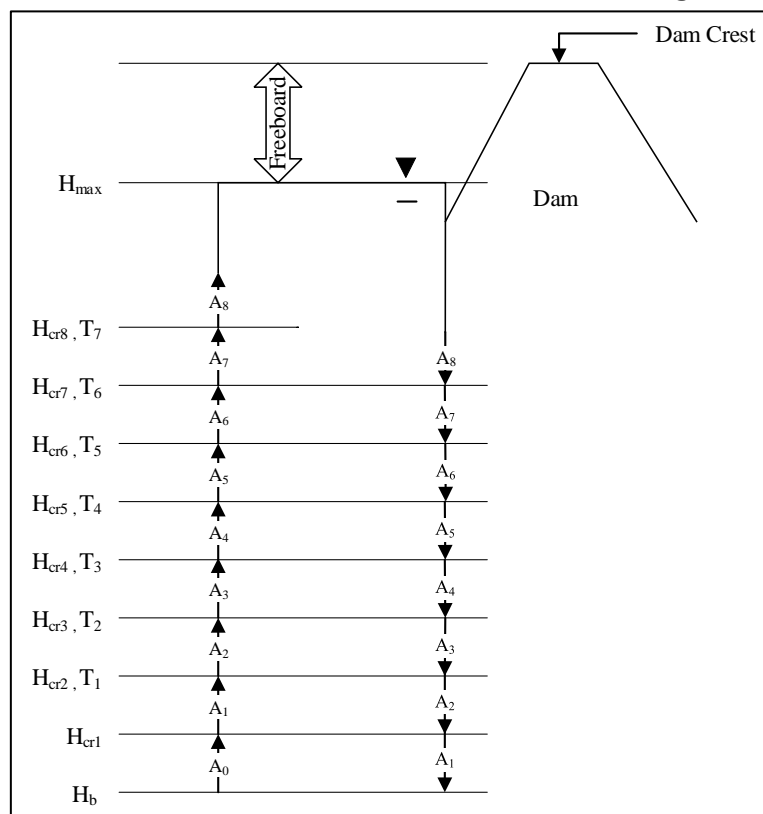 Dam Crest
Freeboard
Hmax
Dam
A8
Hcr8 , T7
A7 A8
Hcr7 , T6
A6 A7
Hcr6 , T5
A5 A6
Hcr5 , T4
A4 A5
Hcr4 , T3
A3 A4
Hcr3 , T2
A2 A3
Hcr2 , T1
A1 A2
Hcr1
A0 A1
Hb